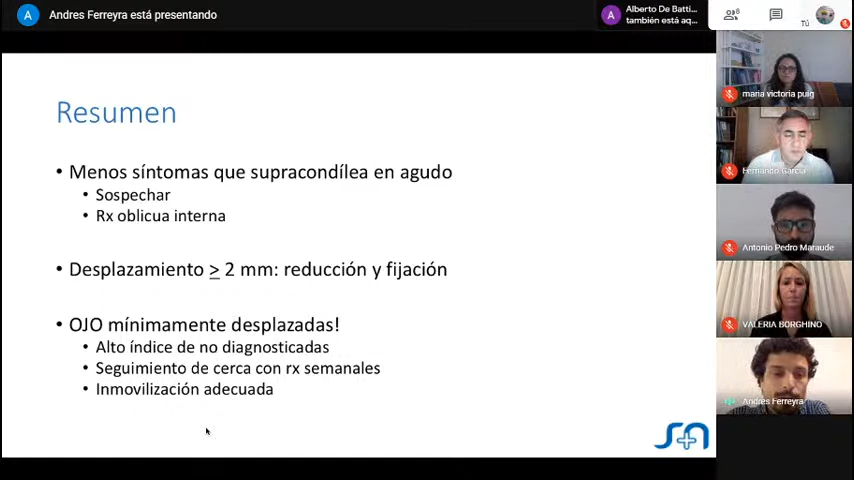 A Andres Ferreyra está presentando
A Alberto De Batti...
también está aq...
8
Tú
Resumen
• Menos síntomas que supracondílea en agudo
• Sospechar
• Rx oblicua interna
• Desplazamiento > 2 mm: reducción y fijación
• OJO mínimamente desplazadas!
• Alto índice de no diagnosticadas
• Seguimiento de cerca con rx semanales
• Inmovilización adecuada
maria victoria puig
Fernando Garcia
Antonio Pedro Maraude
VALERIA BORGHINO
Andres Ferreyra